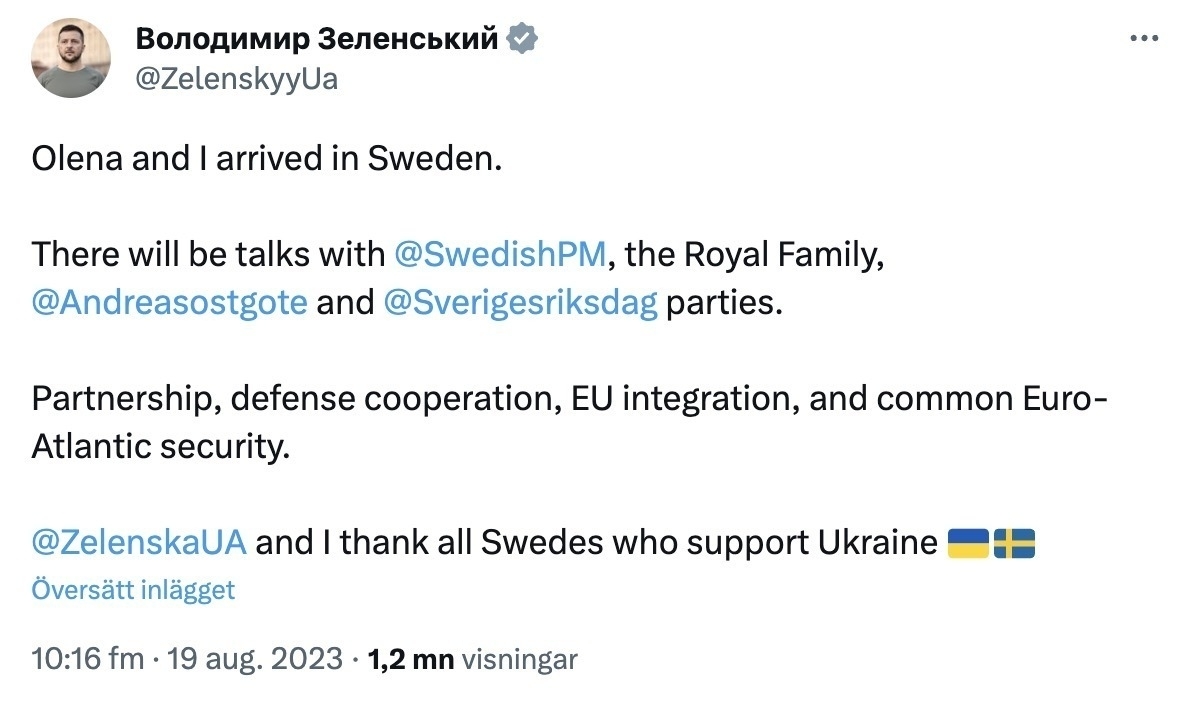 Володимир Зеленський
@ZelenskyyUa
Olena and I arrived in Sweden.
There will be talks with @SwedishPM, the Royal Family,
@Andreasostgote and @Sverigesriksdag parties.
Partnership, defense cooperation, EU integration, and common Euro-
Atlantic security.
@ZelenskaUA and I thank all Swedes who support Ukraine 🇺🇦🇸🇪
Översätt inlägget
10:16 fm · 19 aug. 2023 · 1,2 mn visningar